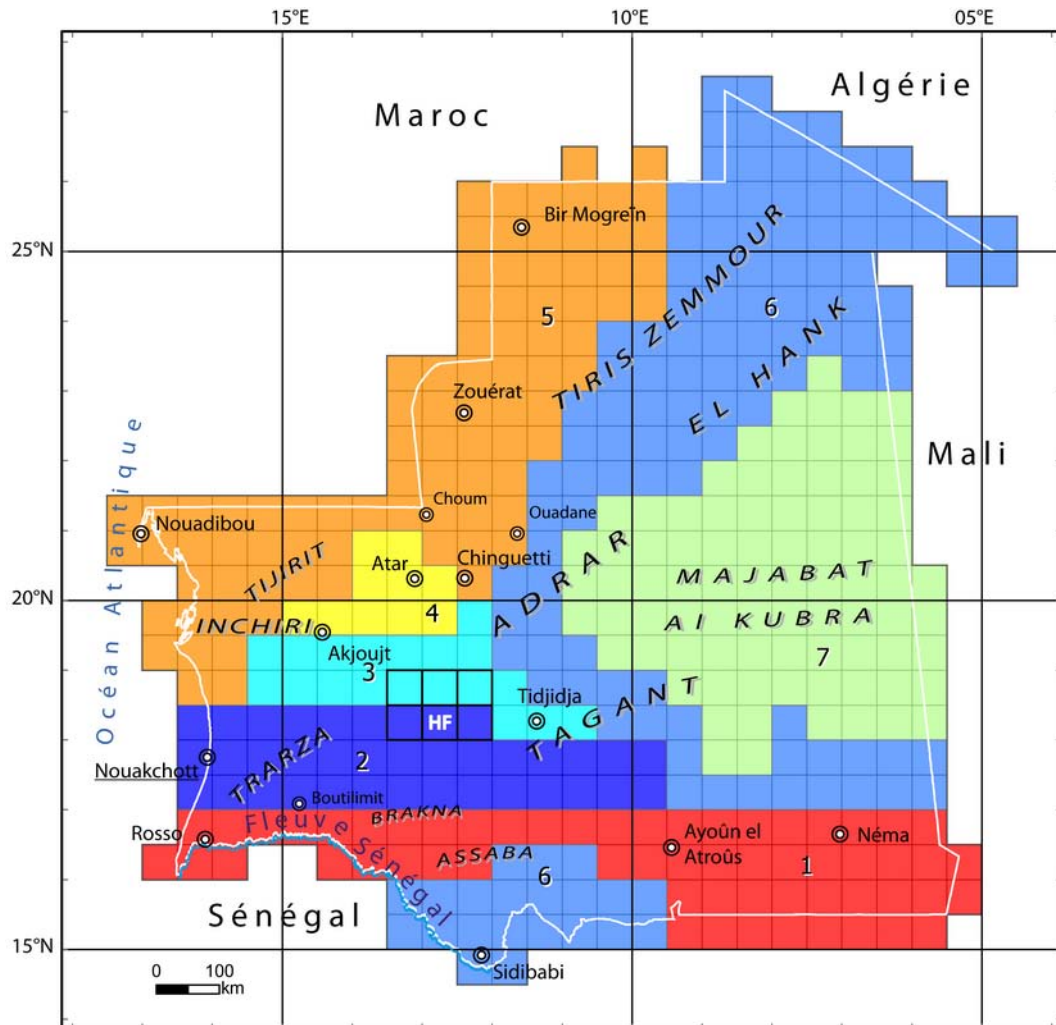 15°E
10°E
05°E
Algérie
Maroc
Bir Mogreïn
25°N
TIRIS ZEMMOUR
5
6
EL HANK
Zouérat
Océan Atlantique
Mali
Choum
Nouadibou
Ouadane
TIJIRIT
Atar
Chinguetti
ADRAR
MAJABAT
20°N
4
INCHIRI
AI KUBRA
Akjoujt
3
7
Tidjidja
TAGANT
HF
TRARZA
2
Nouakchott
Boutilimit
BRAKNA
Rosso
Fleuve Sénégal
Ayoûn el
Atroûs
Néma
ASSABA
6
1
Sénégal
15°N
Sidibabi
0 100
km